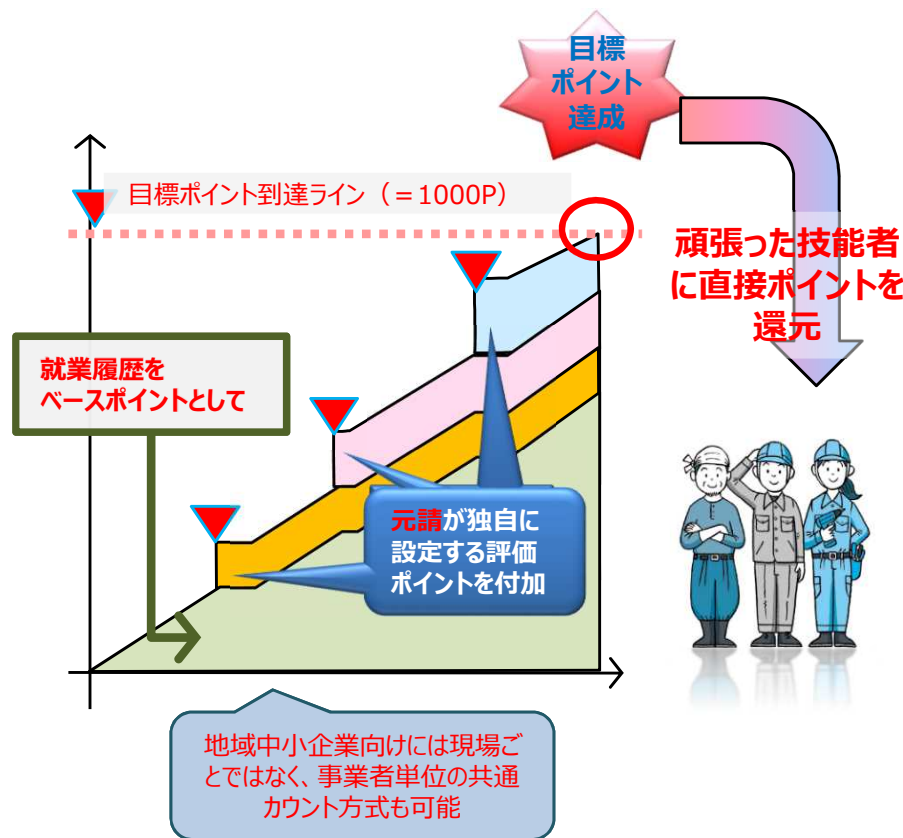 目標
ポイント
達成
目標ポイント到達ライン（＝1000P）
頑張った技能者
に直接ポイントを
還元
就業履歴を
ベースポイントとして
元請が独自に
設定する評価
ポイントを付加
地域中小企業向けには現場ご
とではなく、事業者単位の共通
カウント方式も可能